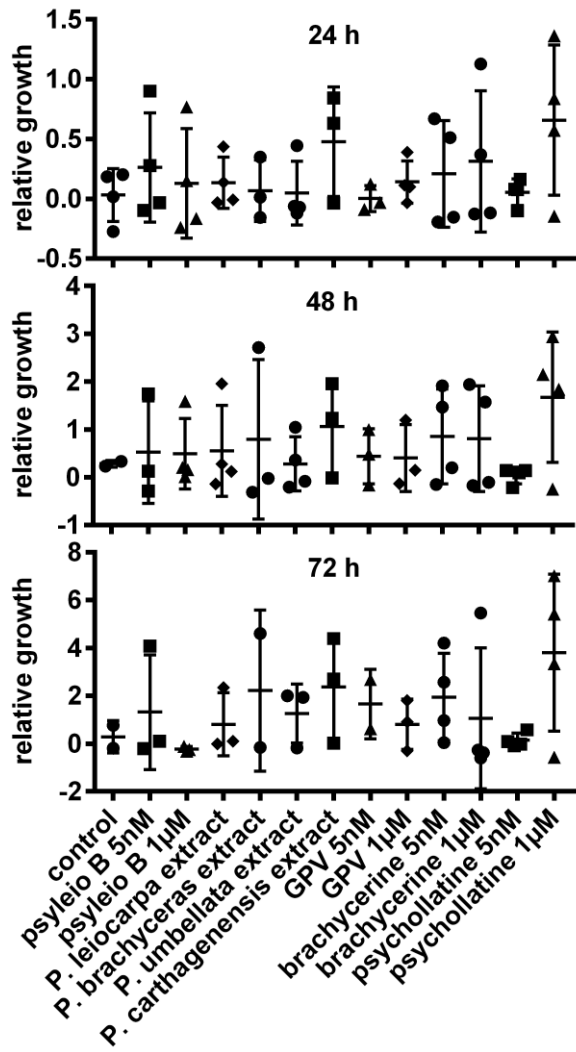 24 h
relative growth
1.5
1.0
0.5
0.0
-0.5
48 h
relative growth
4
3
2
1
0
-1
72 h
relative growth
8
6
4
2
0
-2
control
psyleio B 5nM
psyleio B 1µM
P. leiocarpa extract
P. brachyceras extract
P. umbellata extract
P. carthagenensis extract
GPV 5nM
GPV 1µM
brachycerine 5nM
brachycerine 1µM
psychollatine 5nM
psychollatine 1µM